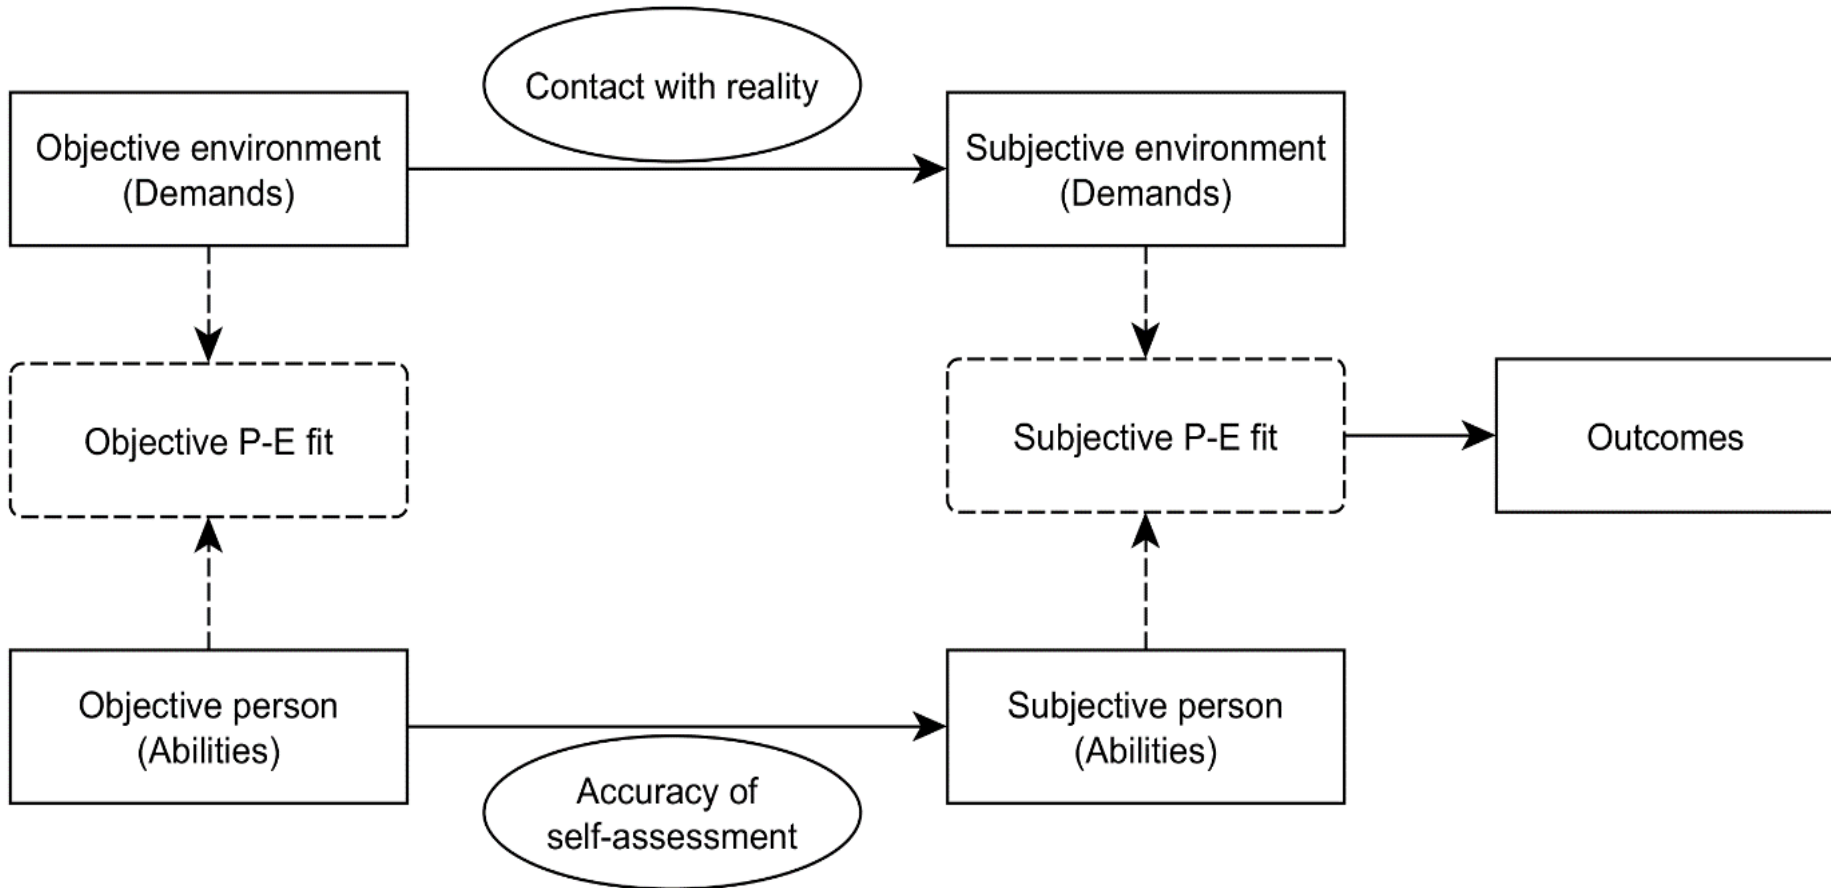 Contact with reality
Objective environment
(Demands)
Subjective environment
(Demands)
Objective P-E fit
Subjective P-E fit
Outcomes
Objective person
(Abilities)
Subjective person
(Abilities)
Accuracy of
self-assessment